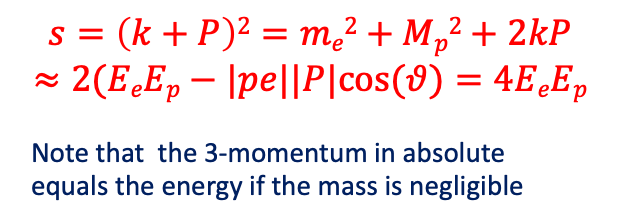 s = (k + P)² = mₑ² + Mₚ² + 2kP
≈ 2(EₑEₚ − |pe||P|cos(ϑ) = 4EₑEₚ
Note that the 3-momentum in absolute
equals the energy if the mass is negligible